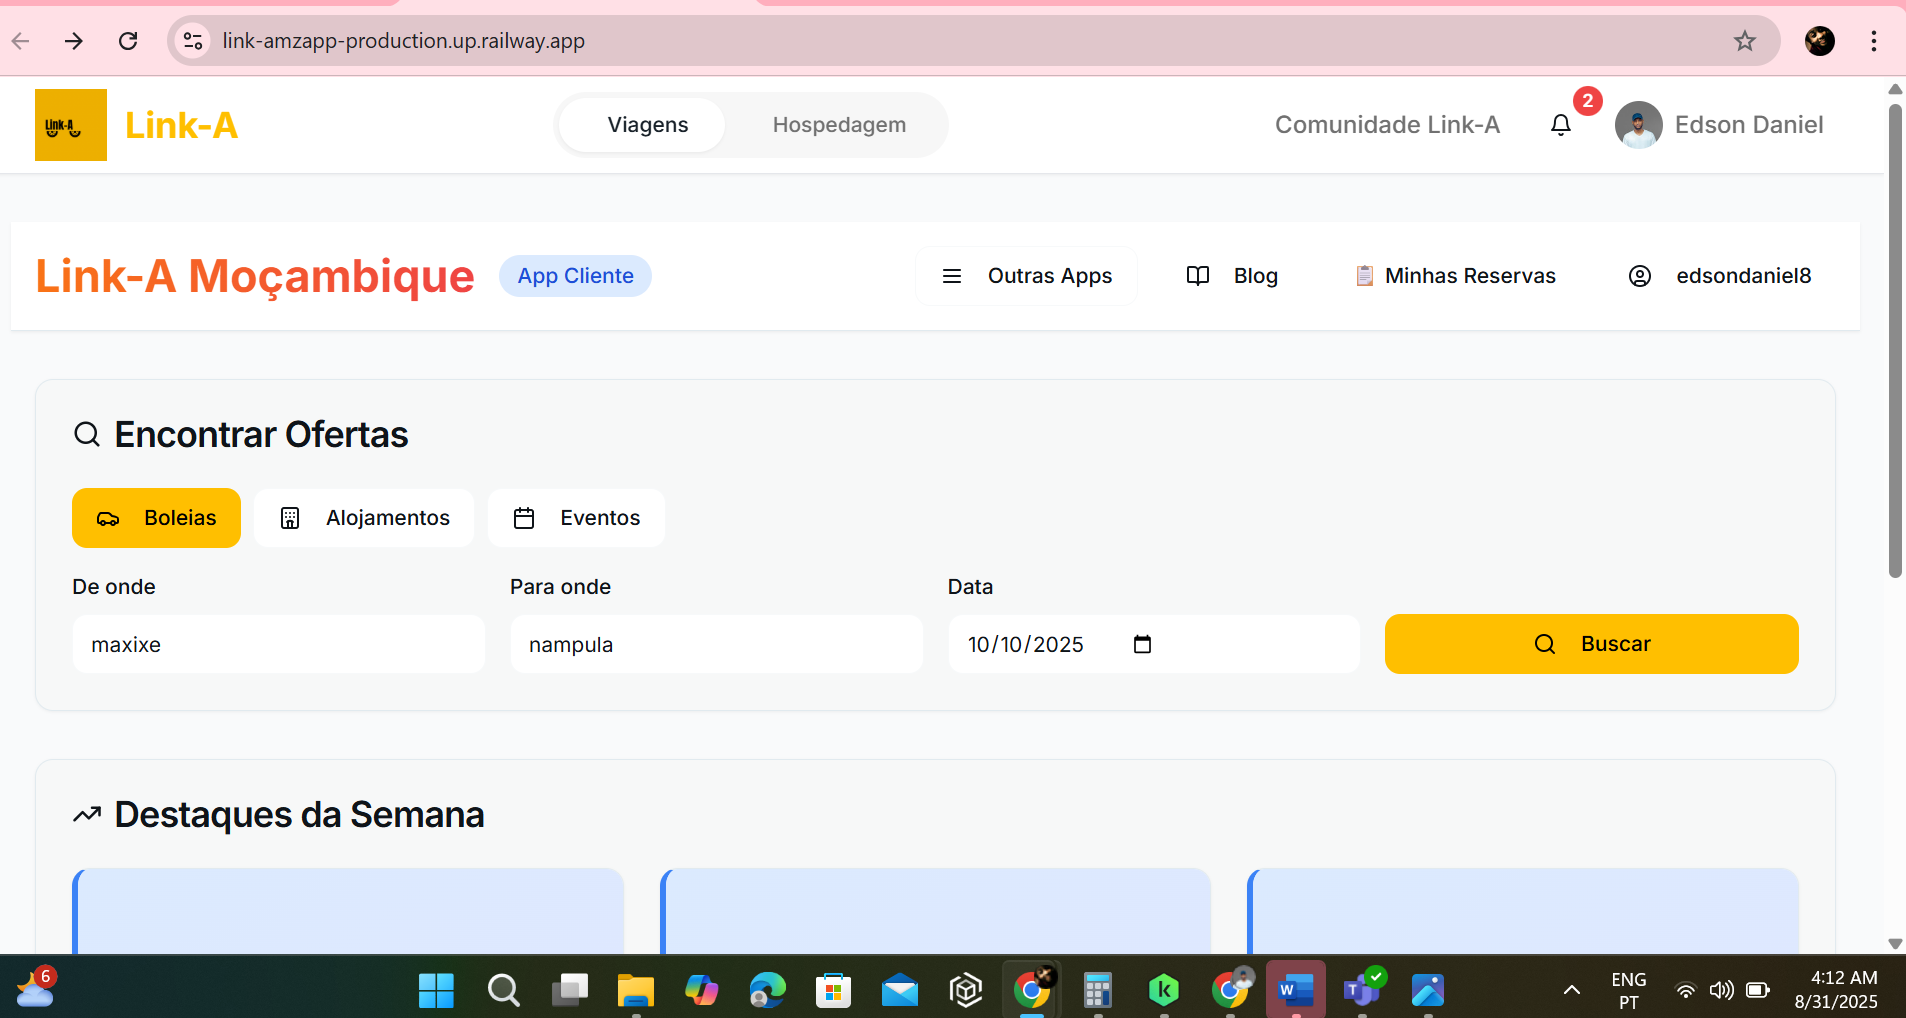 link-amzapp-production.up.railway.app
Link-A
Link-A
Viagens
Hospedagem
Comunidade Link-A
2
Edson Daniel
Link-A Moçambique
App Cliente
Outras Apps
Blog
Minhas Reservas
edsondaniel8
Encontrar Ofertas
Boleias
Alojamentos
Eventos
De onde
Para onde
Data
maxixe
nampula
10/10/2025
Buscar
Destaques da Semana
6
ENG
PT
4:12 AM
8/31/2025